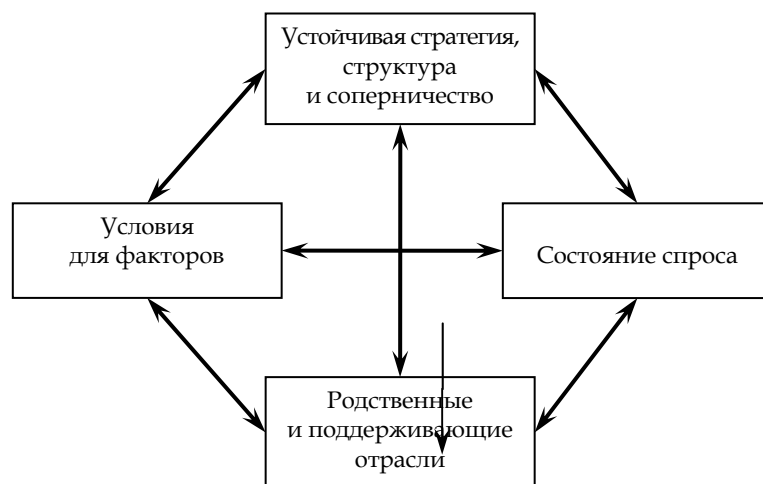 Устойчивая стратегия,
структура
и соперничество
Условия
для факторов
Состояние спроса
Родственные
и поддерживающие
отрасли